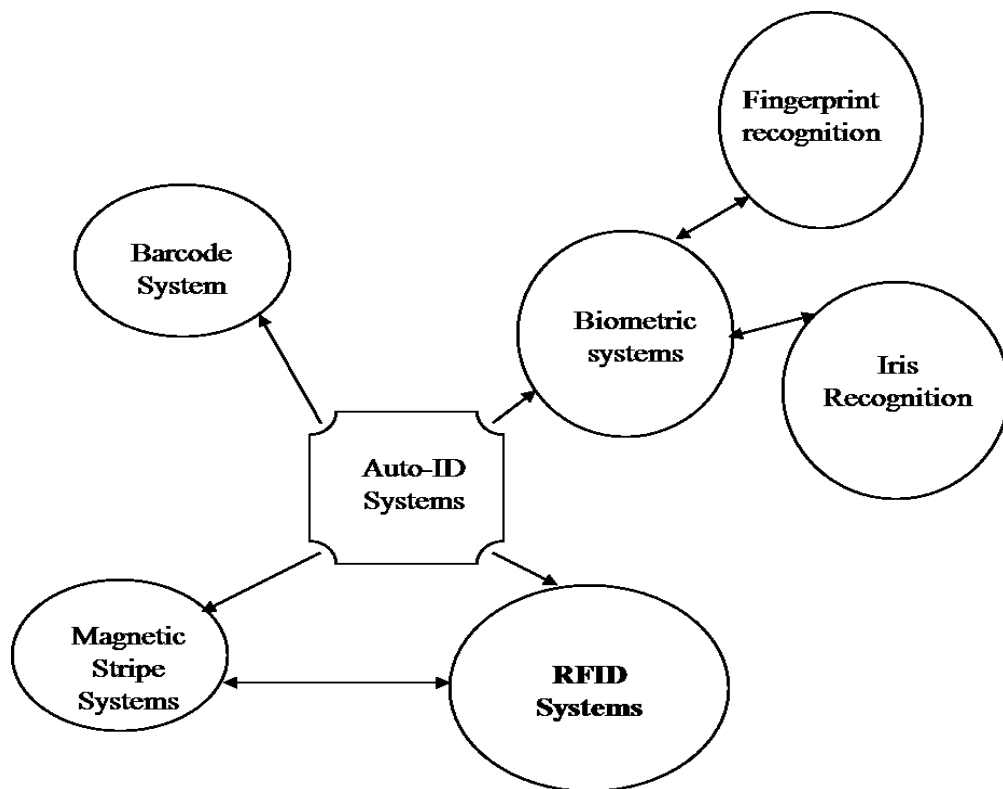 Fingerprint
recognition
Barcode
System
Biometric
systems
Iris
Recognition
Auto-ID
Systems
Magnetic
Stripe
Systems
RFID
Systems